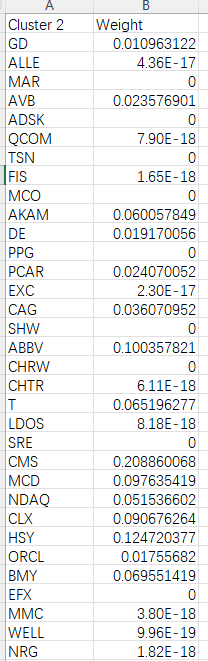 A B
Cluster 2 Weight
GD 0.010963122
ALLE 4.36E-17
MAR 0
AVB 0.023576901
ADSK 0
QCOM 7.90E-18
TSN 0
FIS 1.65E-18
MCO 0
AKAM 0.060057849
DE 0.019170056
PPG 0
PCAR 0.024070052
EXC 2.30E-17
CAG 0.036070952
SHW 0
ABBV 0.100357821
CHRW 0
CHTR 6.11E-18
T 0.065196277
LDOS 8.18E-18
SRE 0
CMS 0.208860068
MCD 0.097635419
NDAQ 0.051536602
CLX 0.090676264
HSY 0.124720377
ORCL 0.01755682
BMY 0.069551419
EFX 0
MMC 3.80E-18
WELL 9.96E-19
NRG 1.82E-18